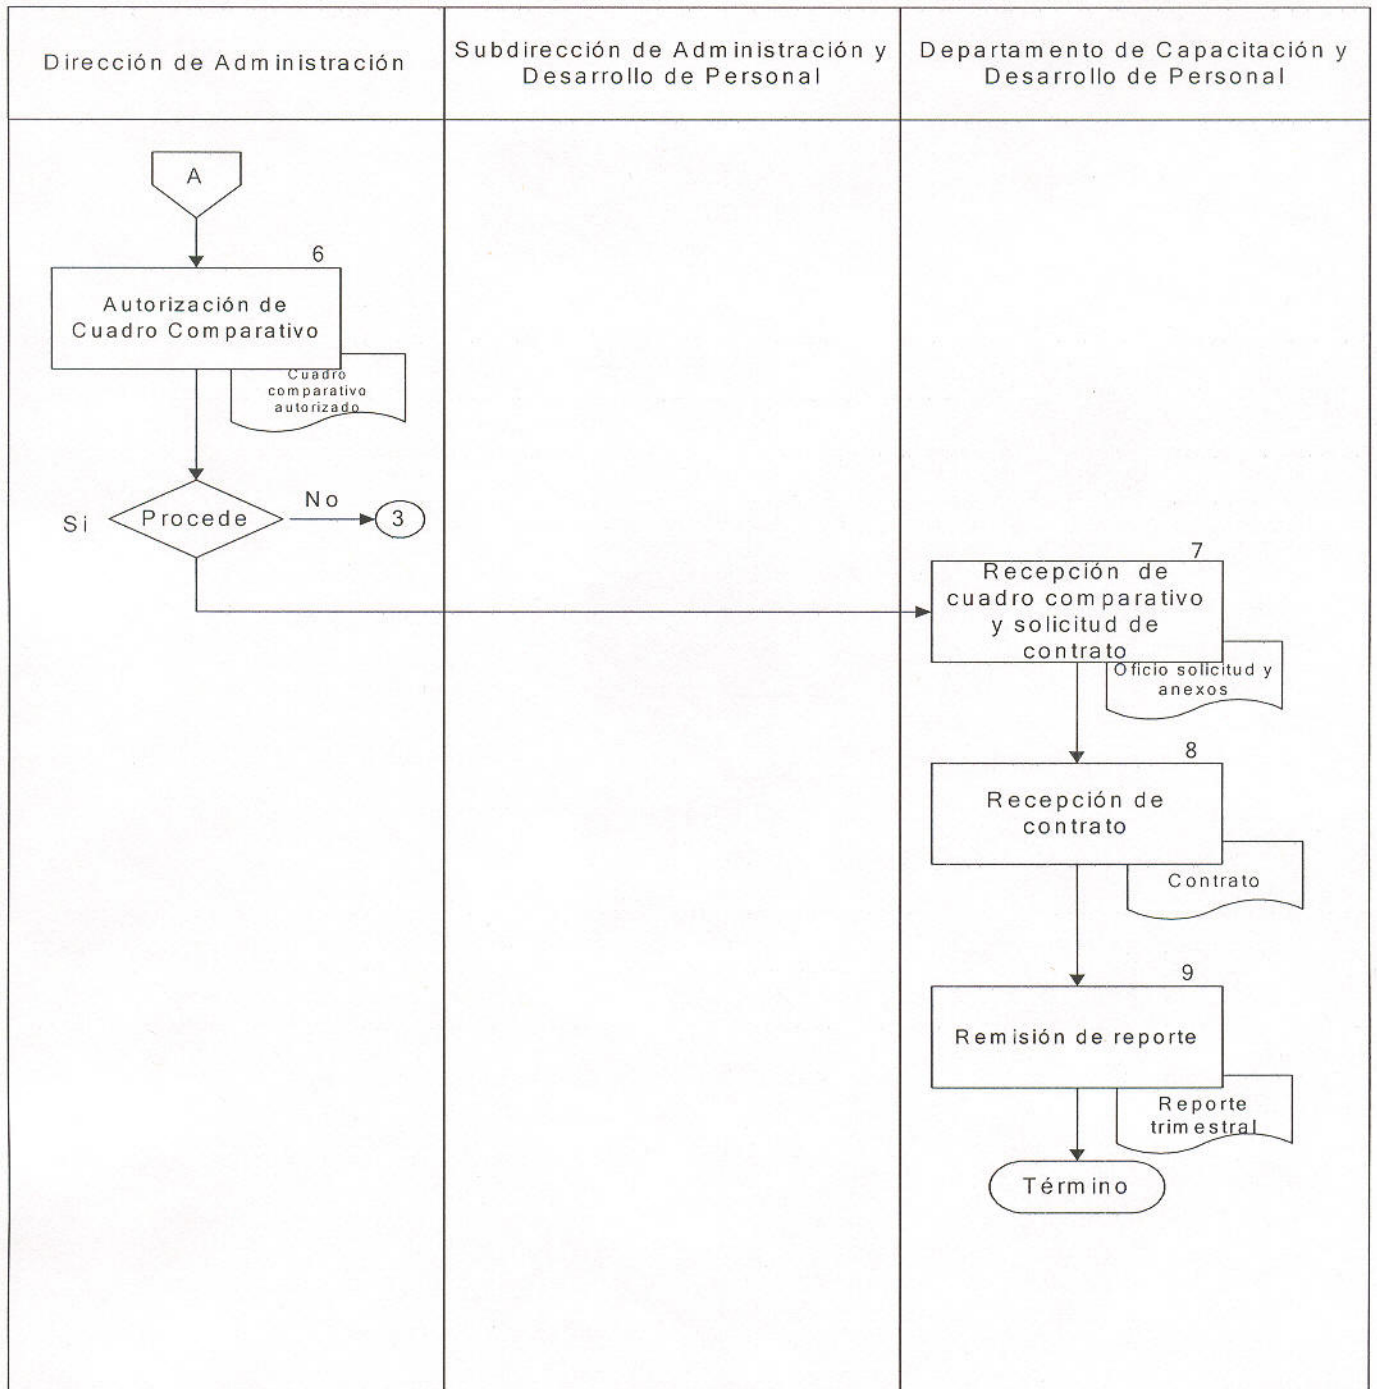 Dirección de Administración
Subdirección de Administración y
Desarrollo de Personal
Departamento de Capacitación y
Desarrollo de Personal
A
6
Autorización de
Cuadro Comparativo
Cuadro
comparativo
autorizado
Si
Procede
No
3
7
Recepción de
cuadro comparativo
y solicitud de
contrato
Oficio solicitud y
anexos
8
Recepción de
contrato
Contrato
9
Remisión de reporte
Reporte
trimestral
Término